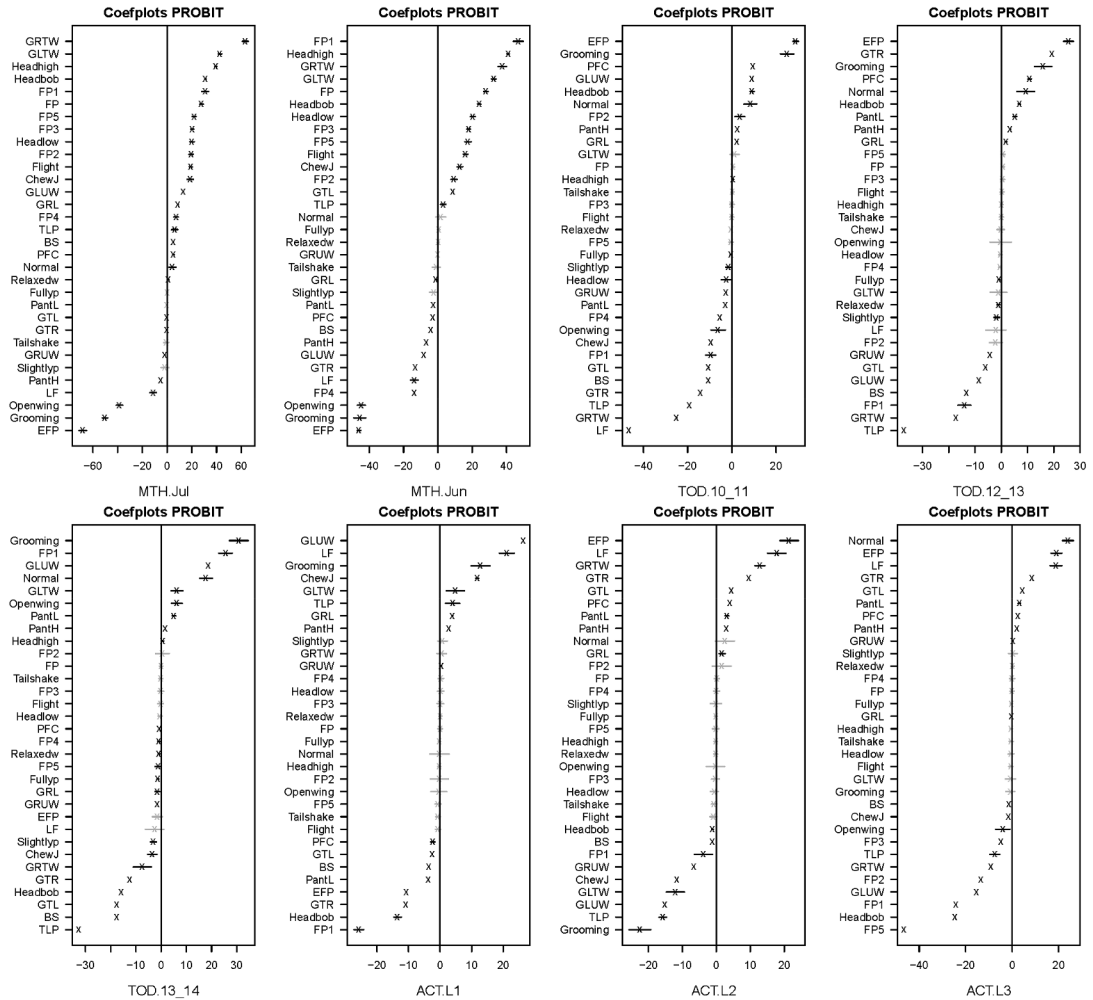 Coefplots PROBIT
GRTW
GLTW
Headhigh
Headbob
FP1
FP
FP5
FP3
Headlow
FP2
Flight
ChewJ
GLUW
GRL
FP4
TLP
BS
PFC
Normal
Relaxedw
Fullyp
PantL
GTL
GTR
Tailshake
GRUW
Slightlyp
PantH
LF
Openwing
Grooming
EFP
−60 −40 −20 0 20 40 60
MTH.Jul
Coefplots PROBIT
FP1
Headhigh
GRTW
GLTW
FP
Headbob
Headlow
FP3
FP5
Flight
ChewJ
FP2
GTL
TLP
Normal
Fullyp
Relaxedw
GRUW
Tailshake
GRL
Slightlyp
PantL
PFC
BS
PantH
GLUW
GTR
LF
FP4
Openwing
Grooming
EFP
−40 −20 0 20 40
MTH.Jun
Coefplots PROBIT
EFP
Grooming
PFC
GLUW
Headbob
Normal
FP2
PantH
GRL
GLTW
FP
Headhigh
Tailshake
FP3
Flight
Relaxedw
FP5
Fullyp
Slightlyp
Headlow
GRUW
PantL
FP4
Openwing
ChewJ
FP1
GTL
BS
GTR
TLP
GRTW
LF
−40 −20 0 20
TOD.10_11
Coefplots PROBIT
EFP
GTR
Grooming
PFC
Normal
Headbob
PantL
PantH
GRL
FP5
FP
FP3
Flight
Headhigh
Tailshake
ChewJ
Openwing
Headlow
FP4
Fullyp
GLTW
Relaxedw
Slightlyp
LF
FP2
GRUW
GTL
GLUW
BS
FP1
GRTW
TLP
−30 −20 −10 0 10 20 30
TOD.12_13
Coefplots PROBIT
Grooming
FP1
GLUW
Normal
GLTW
Openwing
PantL
PantH
Headhigh
FP2
FP
Tailshake
FP3
Flight
Headlow
PFC
FP4
Relaxedw
FP5
Fullyp
GRL
GRUW
EFP
LF
Slightlyp
ChewJ
GRTW
GTR
Headbob
GTL
BS
TLP
−30 −20 −10 0 10 20 30
TOD.13_14
Coefplots PROBIT
GLUW
LF
Grooming
ChewJ
GLTW
TLP
GRL
PantH
Slightlyp
GRTW
GRUW
FP4
Headlow
FP3
Relaxedw
FP
Fullyp
Normal
Headhigh
FP2
Openwing
FP5
Tailshake
Flight
PFC
GTL
BS
PantL
EFP
GTR
Headbob
FP1
−20 −10 0 10 20
ACT.L1
Coefplots PROBIT
EFP
LF
GRTW
GTR
GTL
PFC
PantL
PantH
Normal
GRL
FP2
FP
FP4
Slightlyp
Fullyp
FP5
Headhigh
Relaxedw
Openwing
FP3
Headlow
Tailshake
Flight
Headbob
BS
FP1
GRUW
ChewJ
GLTW
GLUW
TLP
Grooming
−20 −10 0 10 20
ACT.L2
Coefplots PROBIT
Normal
EFP
LF
GTR
GTL
PantL
PFC
PantH
GRUW
Slightlyp
Relaxedw
FP4
FP
Fullyp
GRL
Headhigh
Tailshake
Headlow
Flight
GLTW
Grooming
BS
ChewJ
Openwing
FP3
TLP
GRTW
FP2
GLUW
FP1
Headbob
FP5
−40 −20 0 20
ACT.L3